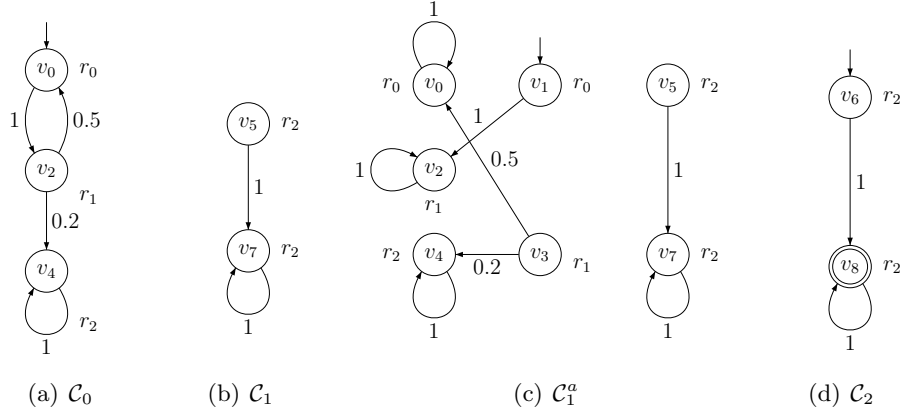 v0 r0
1 0.5
v2
r1
0.2
v4
r2
1
(a) C0
v5 r2
1
v7 r2
1
(b) C1
1
r0 v0 v1 r0
1
0.5
1 v2
r1
r2 v4 0.2 v3 r1
1
v5 r2
1
v7 r2
1
(c) C1a
v6 r2
1
v8 r2
1
(d) C2